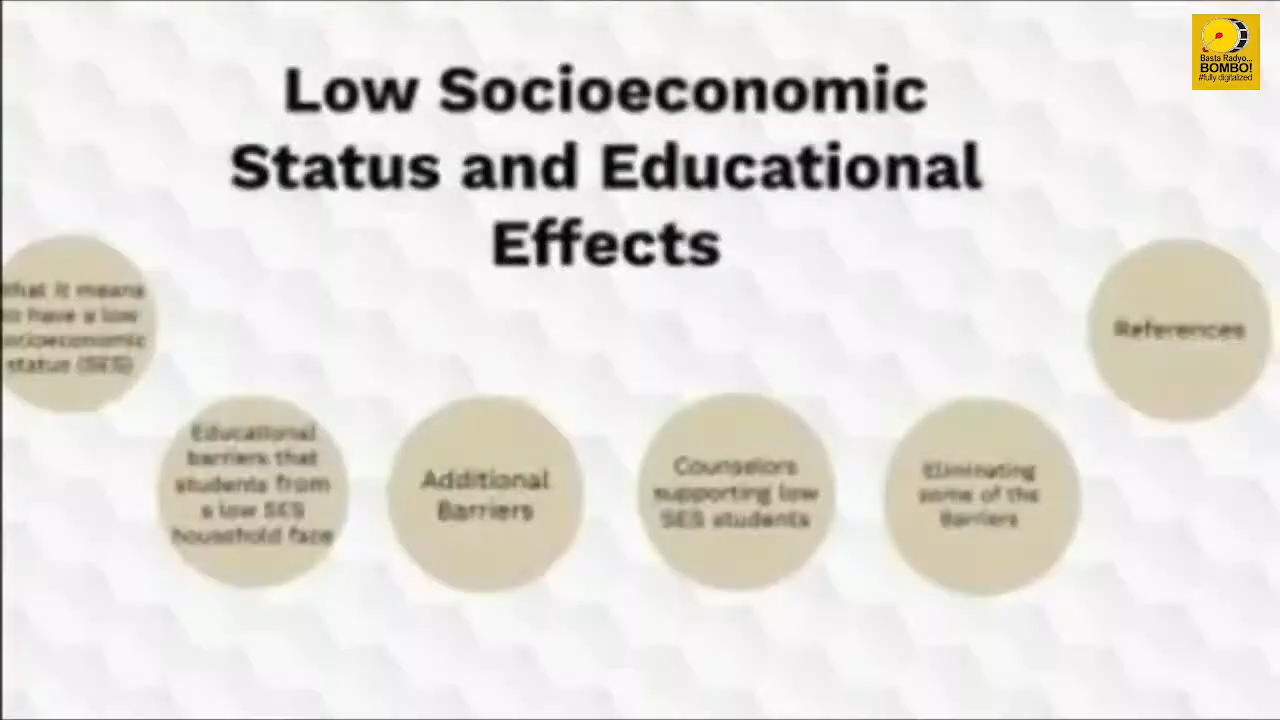 Low Socioeconomic
Status and Educational
Effects
What it means
to have a low
socioeconomic
status (SES)
Educational
barriers that
students from
a low SES
household face
Additional
Barriers
Counselors
supporting low
SES students
Eliminating
some of the
Barriers
References
Basta Radyo...
BOMBO!
#fully digitalized